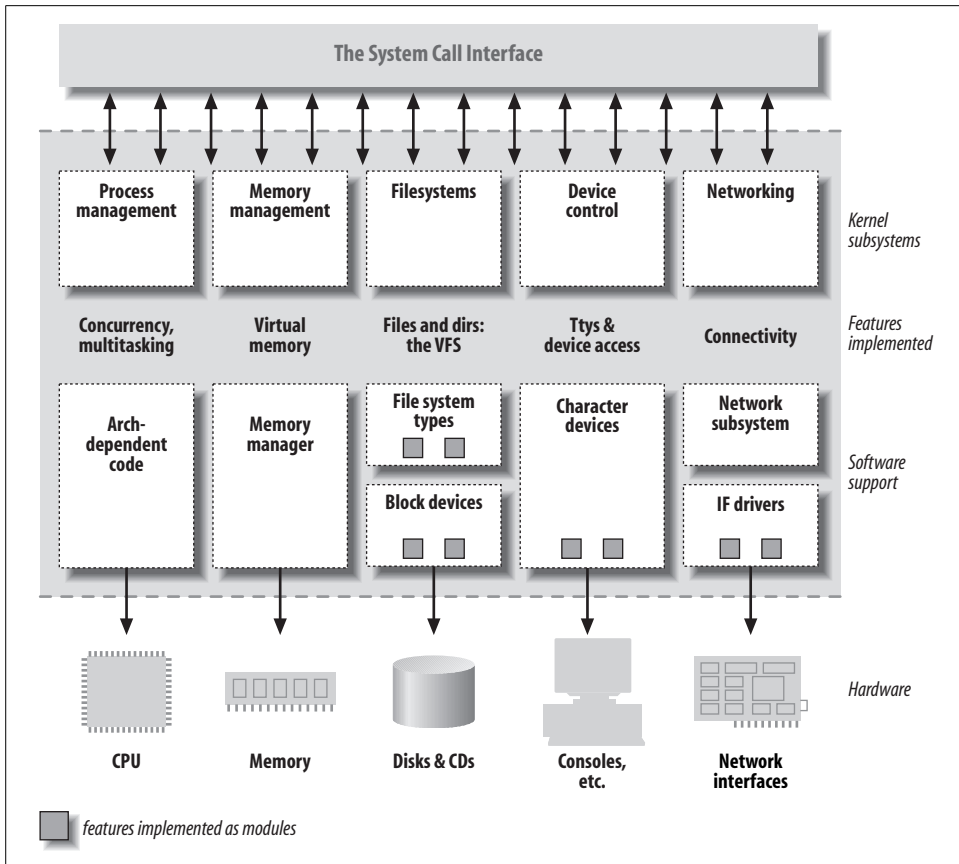 The System Call Interface
Process
management
Memory
management
Filesystems
Device
control
Networking
Kernel
subsystems
Concurrency,
multitasking
Virtual
memory
Files and dirs:
the VFS
Ttys &
device access
Connectivity
Features
implemented
Arch-
dependent
code
Memory
manager
File system
types
Block devices
Character
devices
Network
subsystem
IF drivers
Software
support
Hardware
CPU
Memory
Disks & CDs
Consoles,
etc.
Network
interfaces
features implemented as modules